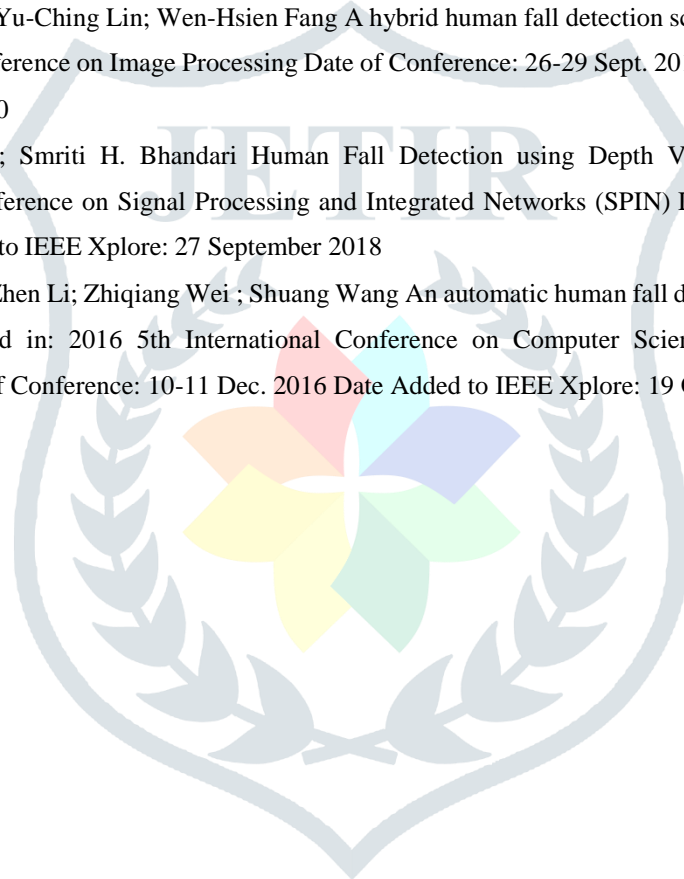 Yu-Ching Lin; Wen-Hsien Fang A hybrid human fall detection
ference on Image Processing Date of Conference: 26-29 Sept. 20
0
; Smriti H. Bhandari Human Fall Detection using Depth V
ference on Signal Processing and Integrated Networks (SPIN)
to IEEE Xplore: 27 September 2018
Zhen Li; Zhiqiang Wei ; Shuang Wang An automatic human fall d
d in: 2016 5th International Conference on Computer Scien
f Conference: 10-11 Dec. 2016 Date Added to IEEE Xplore: 19
JETIR